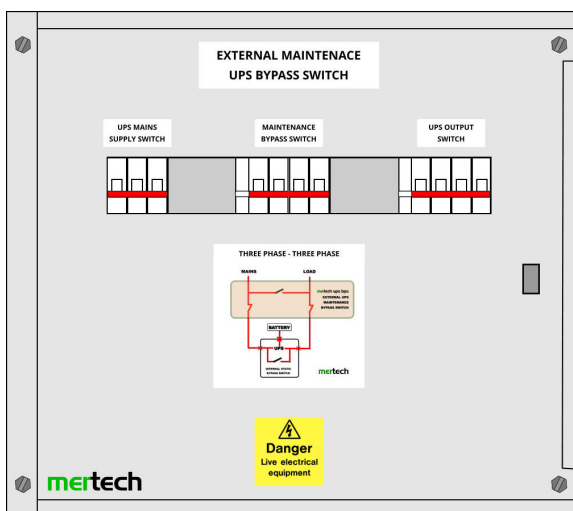 EXTERNAL MAINTENACE
UPS BYPASS SWITCH
UPS MAINS
SUPPLY SWITCH
MAINTENANCE
BYPASS SWITCH
UPS OUTPUT
SWITCH
THREE PHASE - THREE PHASE
MAINS
LOAD
mertech ups bps
EXTERNAL UPS
MAINTENANCE
BYPASS SWITCH
BATTERY
UPS
INTERNAL STATIC
BYPASS SWITCH
mertech
Danger
Live electrical
equipment
mertech